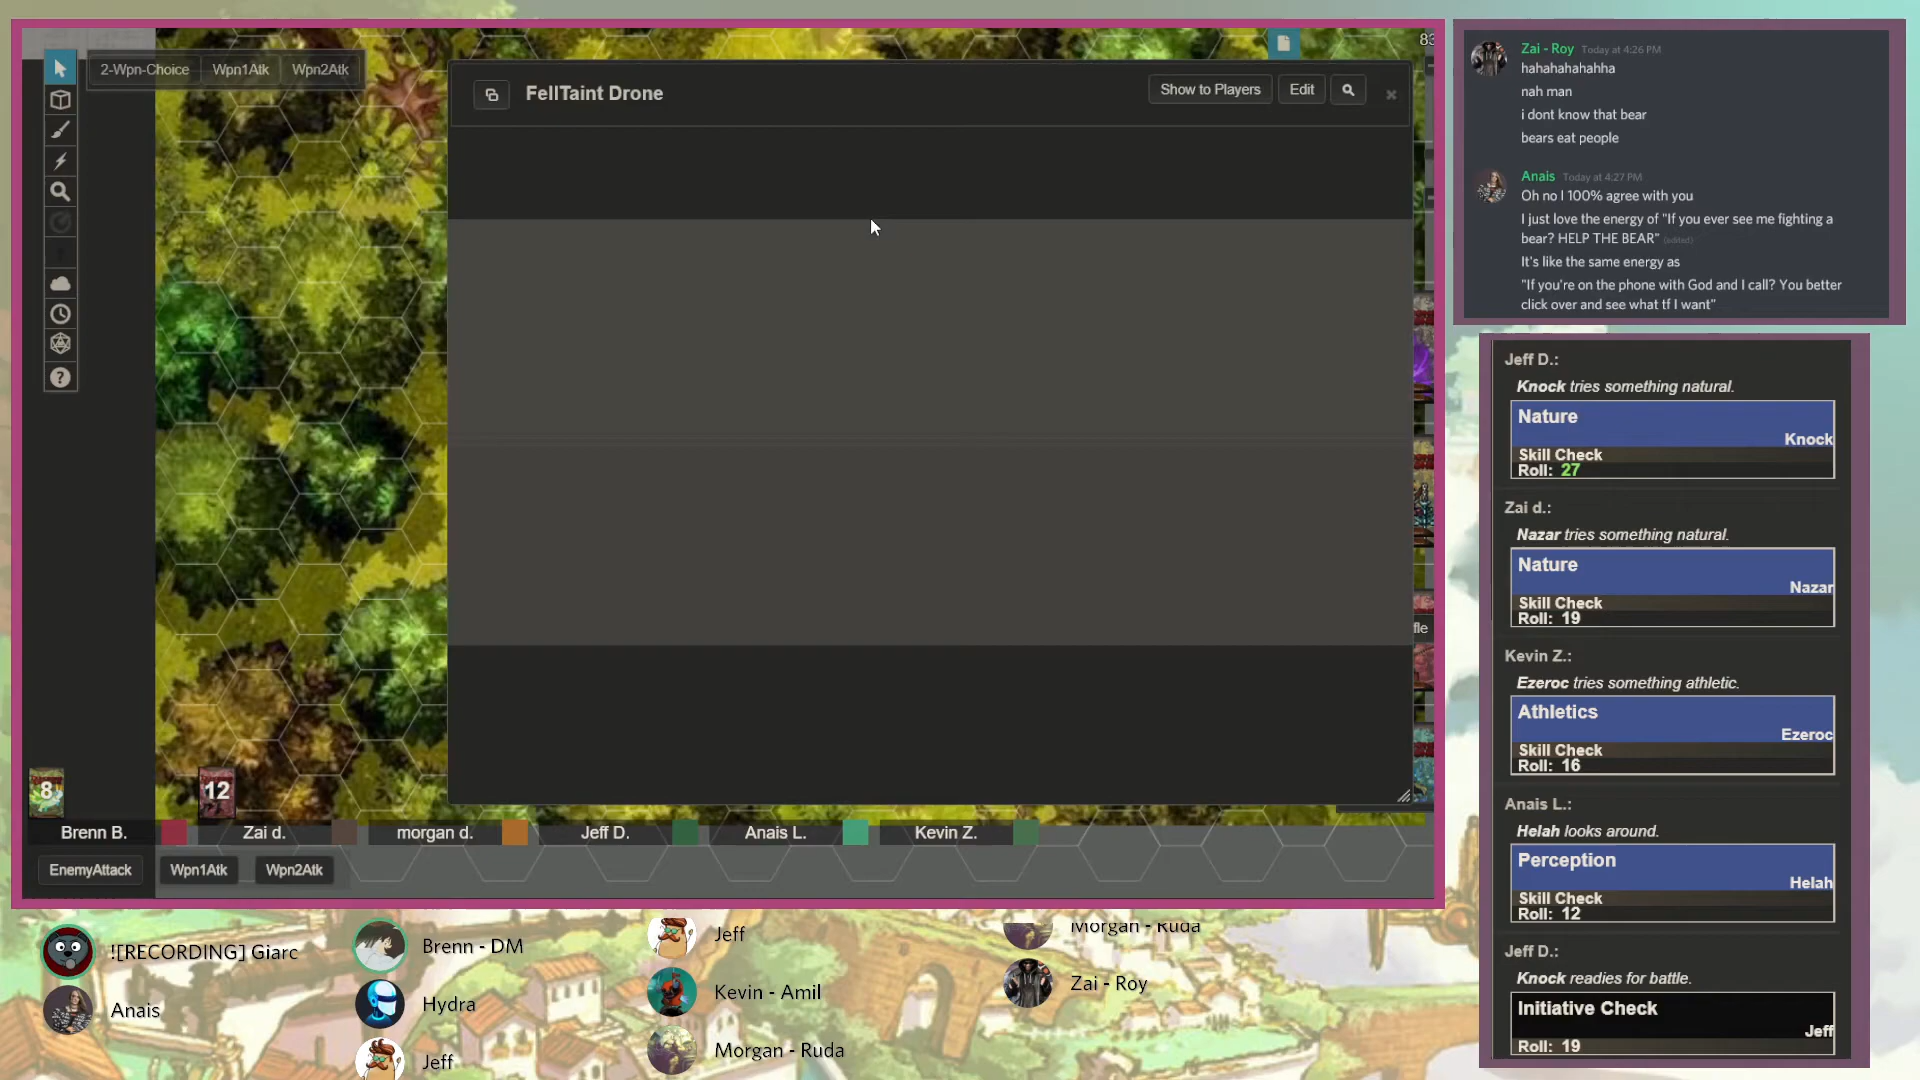 2-Wpn-Choice Wpn1Atk Wpn2Atk
FellTaint Drone
Show to Players Edit
83
fle
8
12
Brenn B. Zai d. morgan d. Jeff D. Anais L. Kevin Z.
EnemyAttack Wpn1Atk Wpn2Atk
Zai - Roy Today at 4:26 PM
hahahahahahha
nah man
i dont know that bear
bears eat people
Anais Today at 4:27 PM
Oh no I 100% agree with you
I just love the energy of "If you ever see me fighting a
bear? HELP THE BEAR" (edited)
It's like the same energy as
"If you're on the phone with God and I call? You better
click over and see what tf I want"
Jeff D.:
Knock tries something natural.
Nature
Knock
Skill Check
Roll: 27
Zai d.:
Nazar tries something natural.
Nature
Nazar
Skill Check
Roll: 19
Kevin Z.:
Ezeroc tries something athletic.
Athletics
Ezeroc
Skill Check
Roll: 16
Anais L.:
Helah looks around.
Perception
Helah
Skill Check
Roll: 12
Jeff D.:
Knock readies for battle.
Initiative Check
Jeff
Roll: 19
![RECORDING] Giarc
Anais
Brenn - DM
Hydra
Jeff
Jeff
Kevin - Amil
Morgan - Ruda
Morgan - Ruda
Zai - Roy